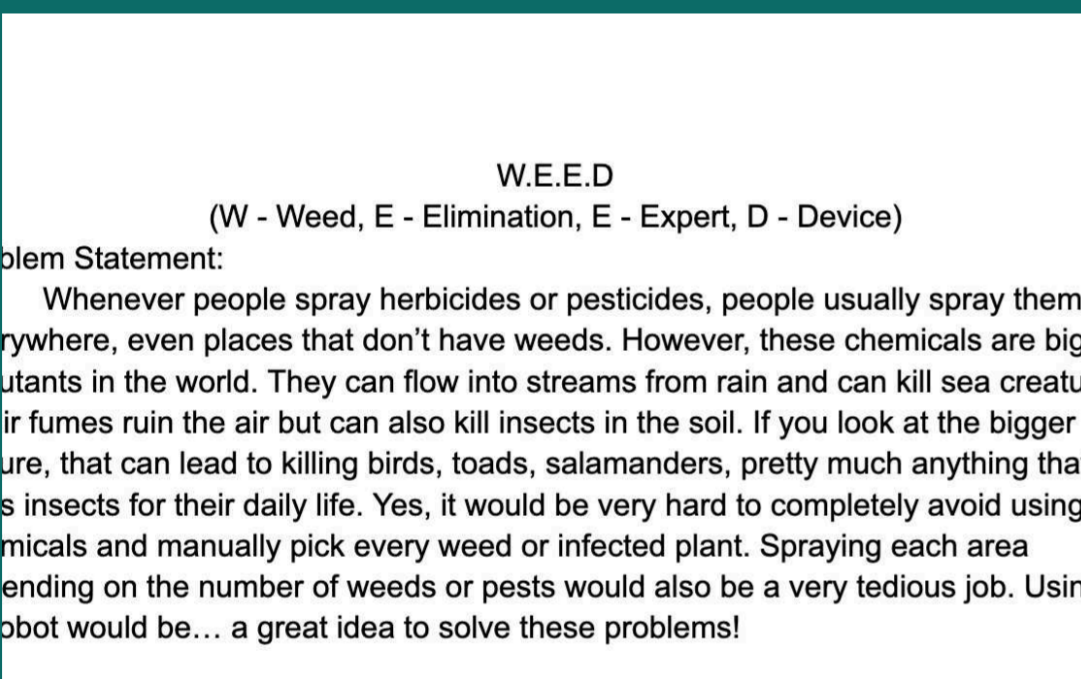 W.E.E.D
(W - Weed, E - Elimination, E - Expert, D - Device)
blem Statement:
Whenever people spray herbicides or pesticides, people usually spray them
rywhere, even places that don’t have weeds. However, these chemicals are big
utants in the world. They can flow into streams from rain and can kill sea creatu
ir fumes ruin the air but can also kill insects in the soil. If you look at the bigger
ure, that can lead to killing birds, toads, salamanders, pretty much anything tha
s insects for their daily life. Yes, it would be very hard to completely avoid using
micals and manually pick every weed or infected plant. Spraying each area
ending on the number of weeds or pests would also be a very tedious job. Usin
obot would be… a great idea to solve these problems!